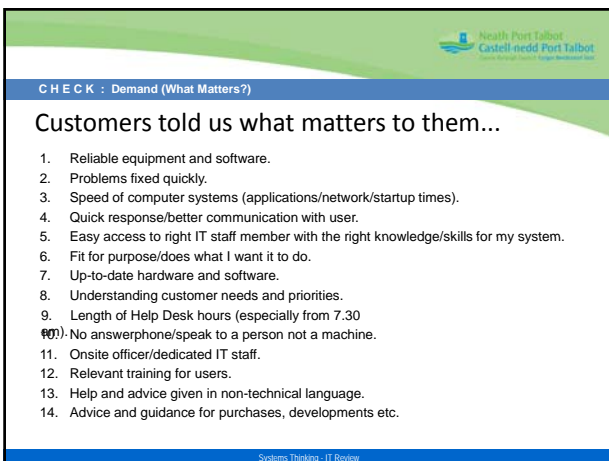 Neath Port Talbot
Castell-nedd Port Talbot
C H E C K : Demand (What Matters?)
Customers told us what matters to them...
1. Reliable equipment and software.
2. Problems fixed quickly.
3. Speed of computer systems (applications/network/startup times).
4. Quick response/better communication with user.
5. Easy access to right IT staff member with the right knowledge/skills for my system.
6. Fit for purpose/does what I want it to do.
7. Up-to-date hardware and software.
8. Understanding customer needs and priorities.
9. Length of Help Desk hours (especially from 7.30
am).
10. No answerphone/speak to a person not a machine.
11. Onsite officer/dedicated IT staff.
12. Relevant training for users.
13. Help and advice given in non-technical language.
14. Advice and guidance for purchases, developments etc.
Systems Thinking - IT Review